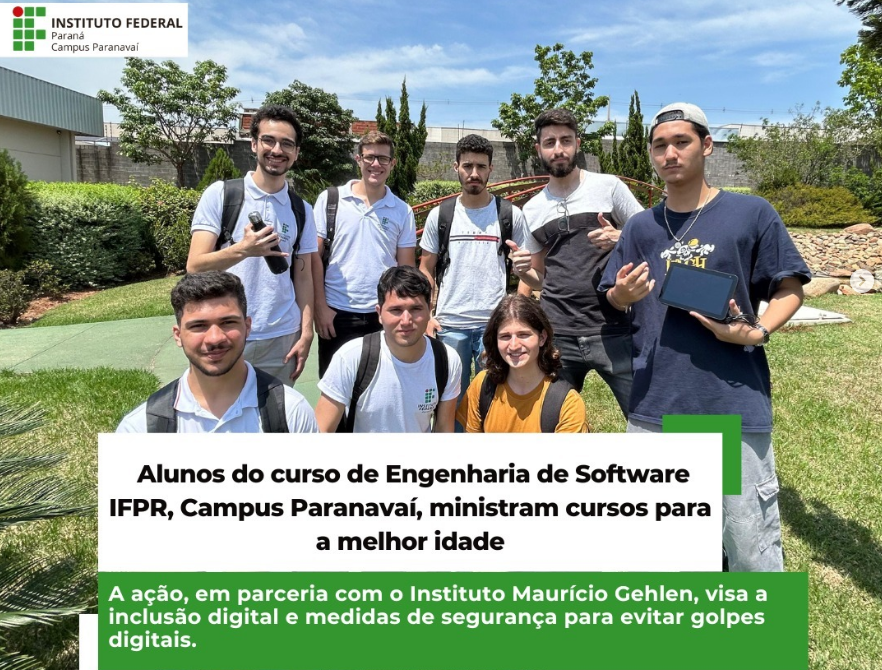 INSTITUTO FEDERAL
Paraná
Campus Paranavaí
Alunos do curso de Engenharia de Software
IFPR, Campus Paranavaí, ministram cursos para
a melhor idade
A ação, em parceria com o Instituto Maurício Gehlen, visa a
inclusão digital e medidas de segurança para evitar golpes
digitais.